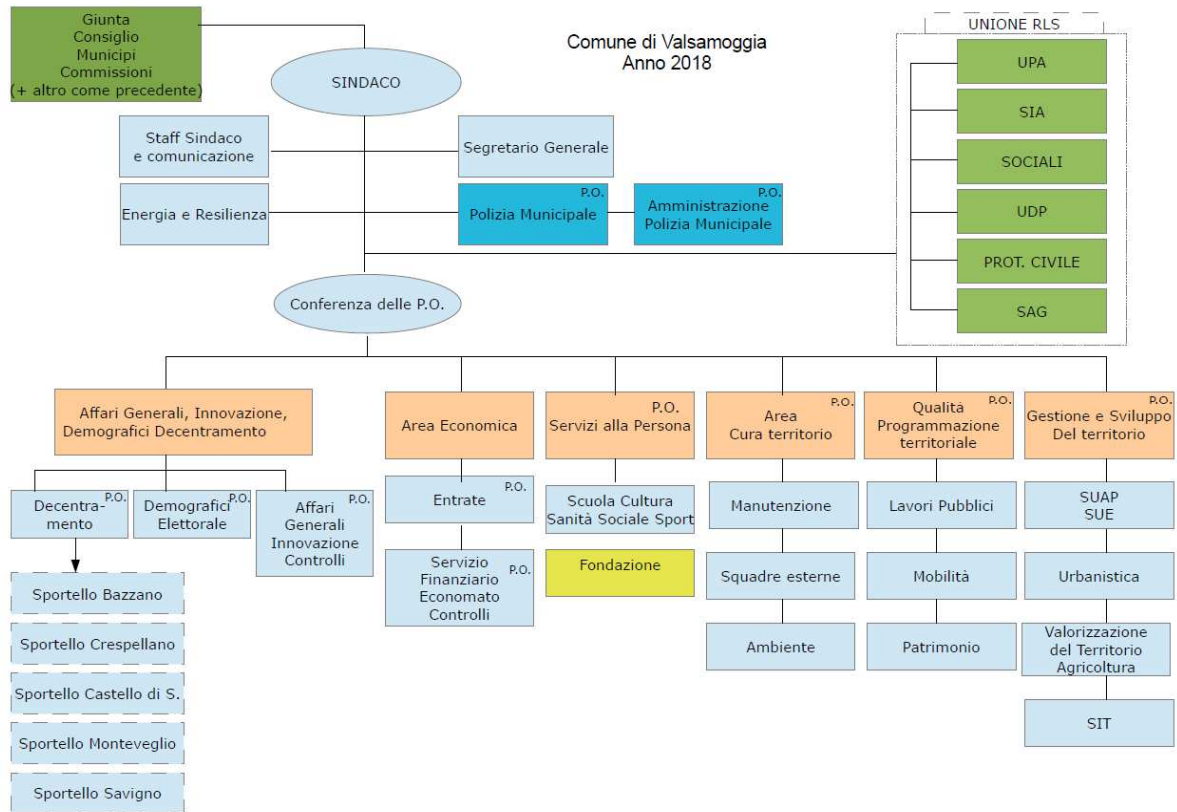 Giunta
Consiglio
Municipi
Commissioni
(+ altro come precedente)
SINDACO
Comune di Valsamoggia
Anno 2018
UNIONE RLS
UPA
SIA
SOCIALI
UDP
PROT. CIVILE
SAG
Staff Sindaco
e comunicazione
Segretario Generale
Energia e Resilienza
P.O.
Polizia Municipale
P.O.
Amministrazione
Polizia Municipale
Conferenza delle P.O.
Affari Generali, Innovazione,
Demografici Decentramento
Area Economica
P.O.
Servizi alla Persona
P.O.
Area
Cura territorio
P.O.
Qualità
Programmazione
territoriale
P.O.
Gestione e Sviluppo
Del territorio
P.O.
Decentra-
mento
P.O.
Demografici
Elettorale
P.O.
Affari
Generali
Innovazione
Controlli
P.O.
Entrate
Servizio
Finanziario
P.O.
Economato
Controlli
Scuola Cultura
Sanità Sociale Sport
Fondazione
Manutenzione
Squadre esterne
Ambiente
Lavori Pubblici
Mobilità
Patrimonio
SUAP
SUE
Urbanistica
Valorizzazione
del Territorio
Agricoltura
SIT
Sportello Bazzano
Sportello Crespellano
Sportello Castello di S.
Sportello Monteveglio
Sportello Savigno